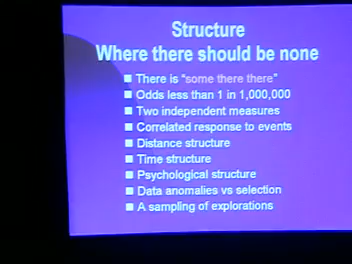 Structure
Where there should be none
There is "some there there"
Odds less than 1 in 1,000,000
Two independent measures
Correlated response to events
Distance structure
Time structure
Psychological structure
Data anomalies vs selection
A sampling of explorations